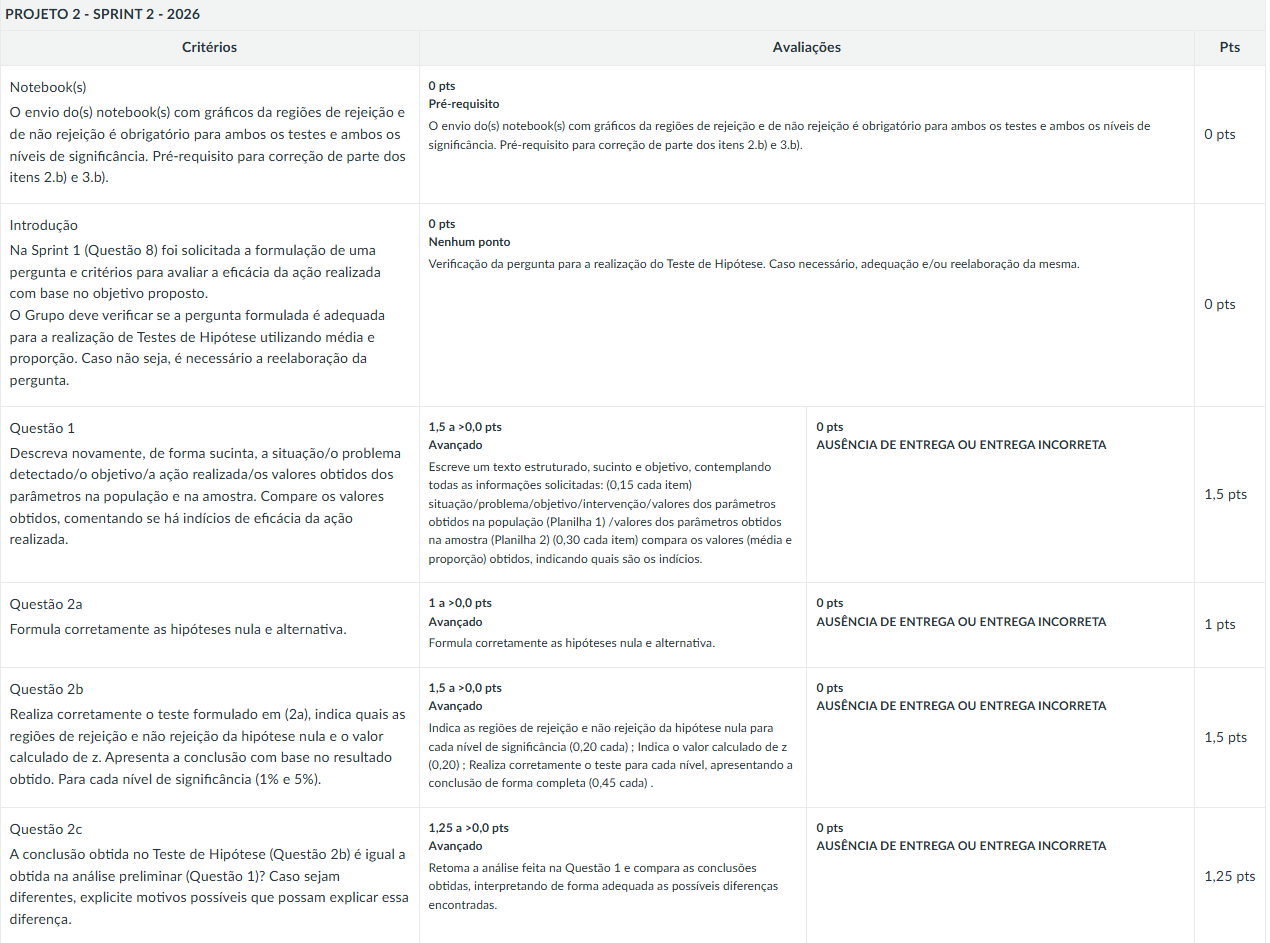 PROJETO 2 - SPRINT 2 - 2026
Critérios
Avaliações
Pts
Notebook(s)
O envio do(s) notebook(s) com gráficos da regiões de rejeição e
de não rejeição é obrigatório para ambos os testes e ambos os
níveis de significância. Pré-requisito para correção de parte dos
itens 2.b) e 3.b).
0 pts
Pré-requisito
O envio do(s) notebook(s) com gráficos da regiões de rejeição e de não rejeição é obrigatório para ambos os testes e ambos os níveis de
significância. Pré-requisito para correção de parte dos itens 2.b) e 3.b).
0 pts
Introdução
Na Sprint 1 (Questão 8) foi solicitada a formulação de uma
pergunta e critérios para avaliar a eficácia da ação realizada
com base no objetivo proposto.
O Grupo deve verificar se a pergunta formulada é adequada
para a realização de Testes de Hipótese utilizando média e
proporção. Caso não seja, é necessário a reelaboração da
pergunta.
0 pts
Nenhum ponto
Verificação da pergunta para a realização do Teste de Hipótese. Caso necessário, adequação e/ou reelaboração da mesma.
0 pts
Questão 1
Descreva novamente, de forma sucinta, a situação/o problema
detectado/o objetivo/a ação realizada/os valores obtidos dos
parâmetros na população e na amostra. Compare os valores
obtidos, comentando se há indícios de eficácia da ação
realizada.
1,5 a >0,0 pts
Avançado
Escreve um texto estruturado, sucinto e objetivo, contemplando
todas as informações solicitadas: (0,15 cada item)
situação/problema/objetivo/intervenção/valores dos parâmetros
obtidos na população (Planilha 1) /valores dos parâmetros obtidos
na amostra (Planilha 2) (0,30 cada item) compara os valores (média e
proporção) obtidos, indicando quais são os indícios.
0 pts
AUSÊNCIA DE ENTREGA OU ENTREGA INCORRETA
1,5 pts
Questão 2a
Formula corretamente as hipóteses nula e alternativa.
1 a >0,0 pts
Avançado
Formula corretamente as hipóteses nula e alternativa.
0 pts
AUSÊNCIA DE ENTREGA OU ENTREGA INCORRETA
1 pts
Questão 2b
Realiza corretamente o teste formulado em (2a), indica quais as
regiões de rejeição e não rejeição da hipótese nula e o valor
calculado de z. Apresenta a conclusão com base no resultado
obtido. Para cada nível de significância (1% e 5%).
1,5 a >0,0 pts
Avançado
Indica as regiões de rejeição e não rejeição da hipótese nula para
cada nível de significância (0,20 cada) ; Indica o valor calculado de z
(0,20) ; Realiza corretamente o teste para cada nível, apresentando a
conclusão de forma completa (0,45 cada) .
0 pts
AUSÊNCIA DE ENTREGA OU ENTREGA INCORRETA
1,5 pts
Questão 2c
A conclusão obtida no Teste de Hipótese (Questão 2b) é igual a
obtida na análise preliminar (Questão 1)? Caso sejam
diferentes, explicite motivos possíveis que possam explicar essa
diferença.
1,25 a >0,0 pts
Avançado
Retoma a análise feita na Questão 1 e compara as conclusões
obtidas, interpretando de forma adequada as possíveis diferenças
encontradas.
0 pts
AUSÊNCIA DE ENTREGA OU ENTREGA INCORRETA
1,25 pts